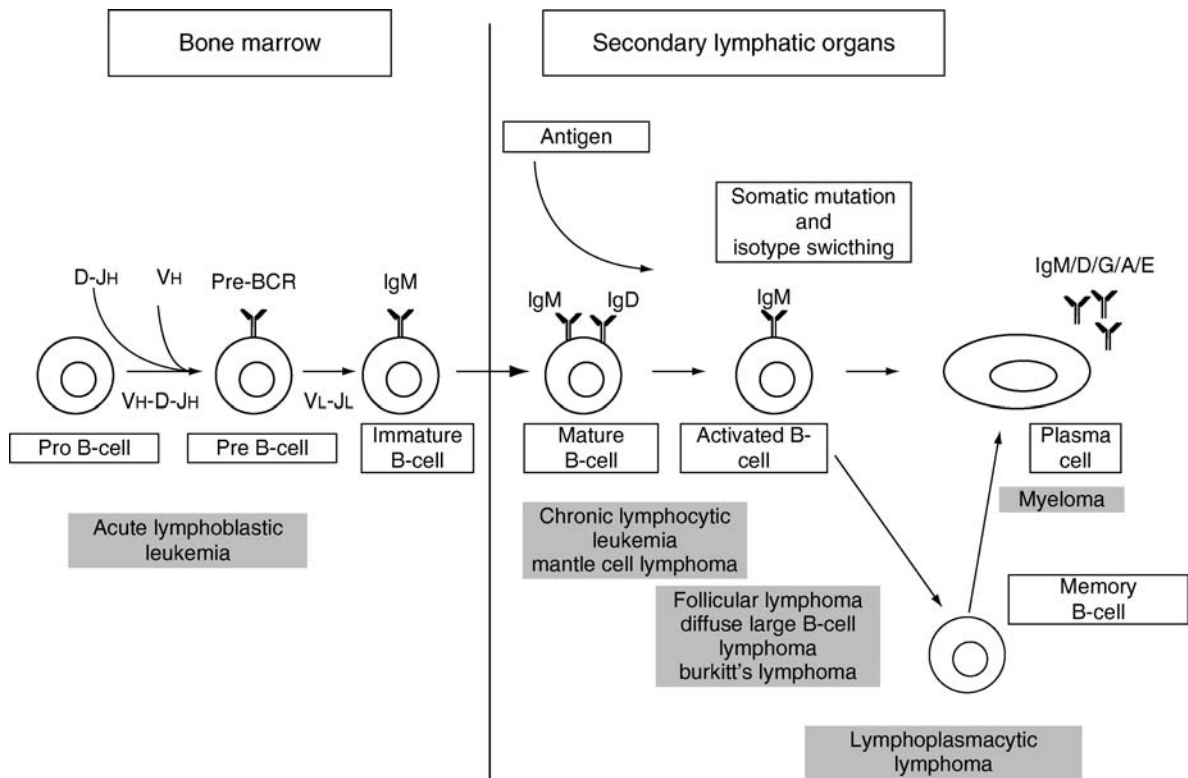 Bone marrow
Secondary lymphatic organs
Antigen
Somatic mutation
and
isotype swicthing
D-JH
VH
Pre-BCR
IgM
IgM
IgD
IgM
IgM/D/G/A/E
VH-D-JH
VL-JL
Pro B-cell
Pre B-cell
Immature
B-cell
Mature
B-cell
Activated B-
cell
Plasma
cell
Myeloma
Acute lymphoblastic
leukemia
Chronic lymphocytic
leukemia
mantle cell lymphoma
Follicular lymphoma
diffuse large B-cell
lymphoma
burkitt's lymphoma
Memory
B-cell
Lymphoplasmacytic
lymphoma